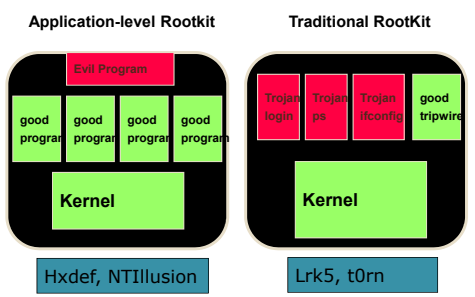 Application-level Rootkit
Evil Program
good
program
good
program
good
program
good
program
Kernel
Hxdef, NTIllusion
Traditional RootKit
Trojan
login
Trojan
ps
Trojan
ifconfig
good
tripwire
Kernel
Lrk5, t0rn